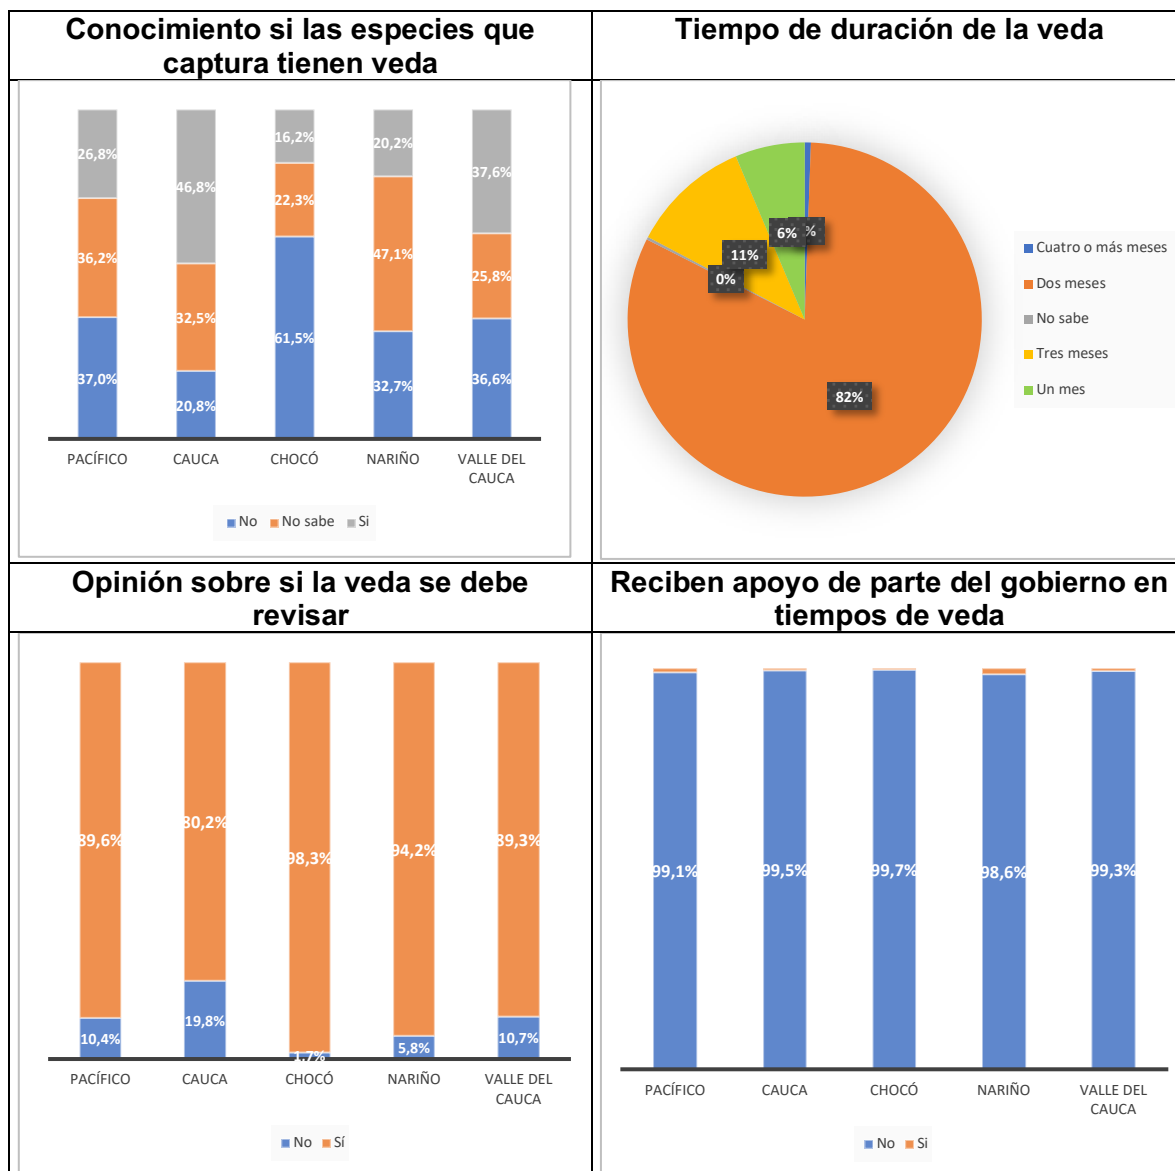 Conocimiento si las especies que
captura tienen veda
Tiempo de duración de la veda
26,8%
46,8%
16,2%
20,2%
37,6%
36,2%
32,5%
22,3%
47,1%
25,8%
37,0%
20,8%
61,5%
32,7%
36,6%
PACÍFICO
CAUCA
CHOCÓ
NARIÑO
VALLE DEL
CAUCA
No
No sabe
Si
6%
%
11%
0%
82%
Cuatro o más meses
Dos meses
No sabe
Tres meses
Un mes
Opinión sobre si la veda se debe
revisar
Reciben apoyo de parte del gobierno en
tiempos de veda
89,6%
80,2%
98,3%
94,2%
89,3%
10,4%
19,8%
1,7%
5,8%
10,7%
PACÍFICO
CAUCA
CHOCÓ
NARIÑO
VALLE DEL
CAUCA
No
Sí
99,1%
99,5%
99,7%
98,6%
99,3%
PACÍFICO
CAUCA
CHOCÓ
NARIÑO
VALLE DEL
CAUCA
No
Si